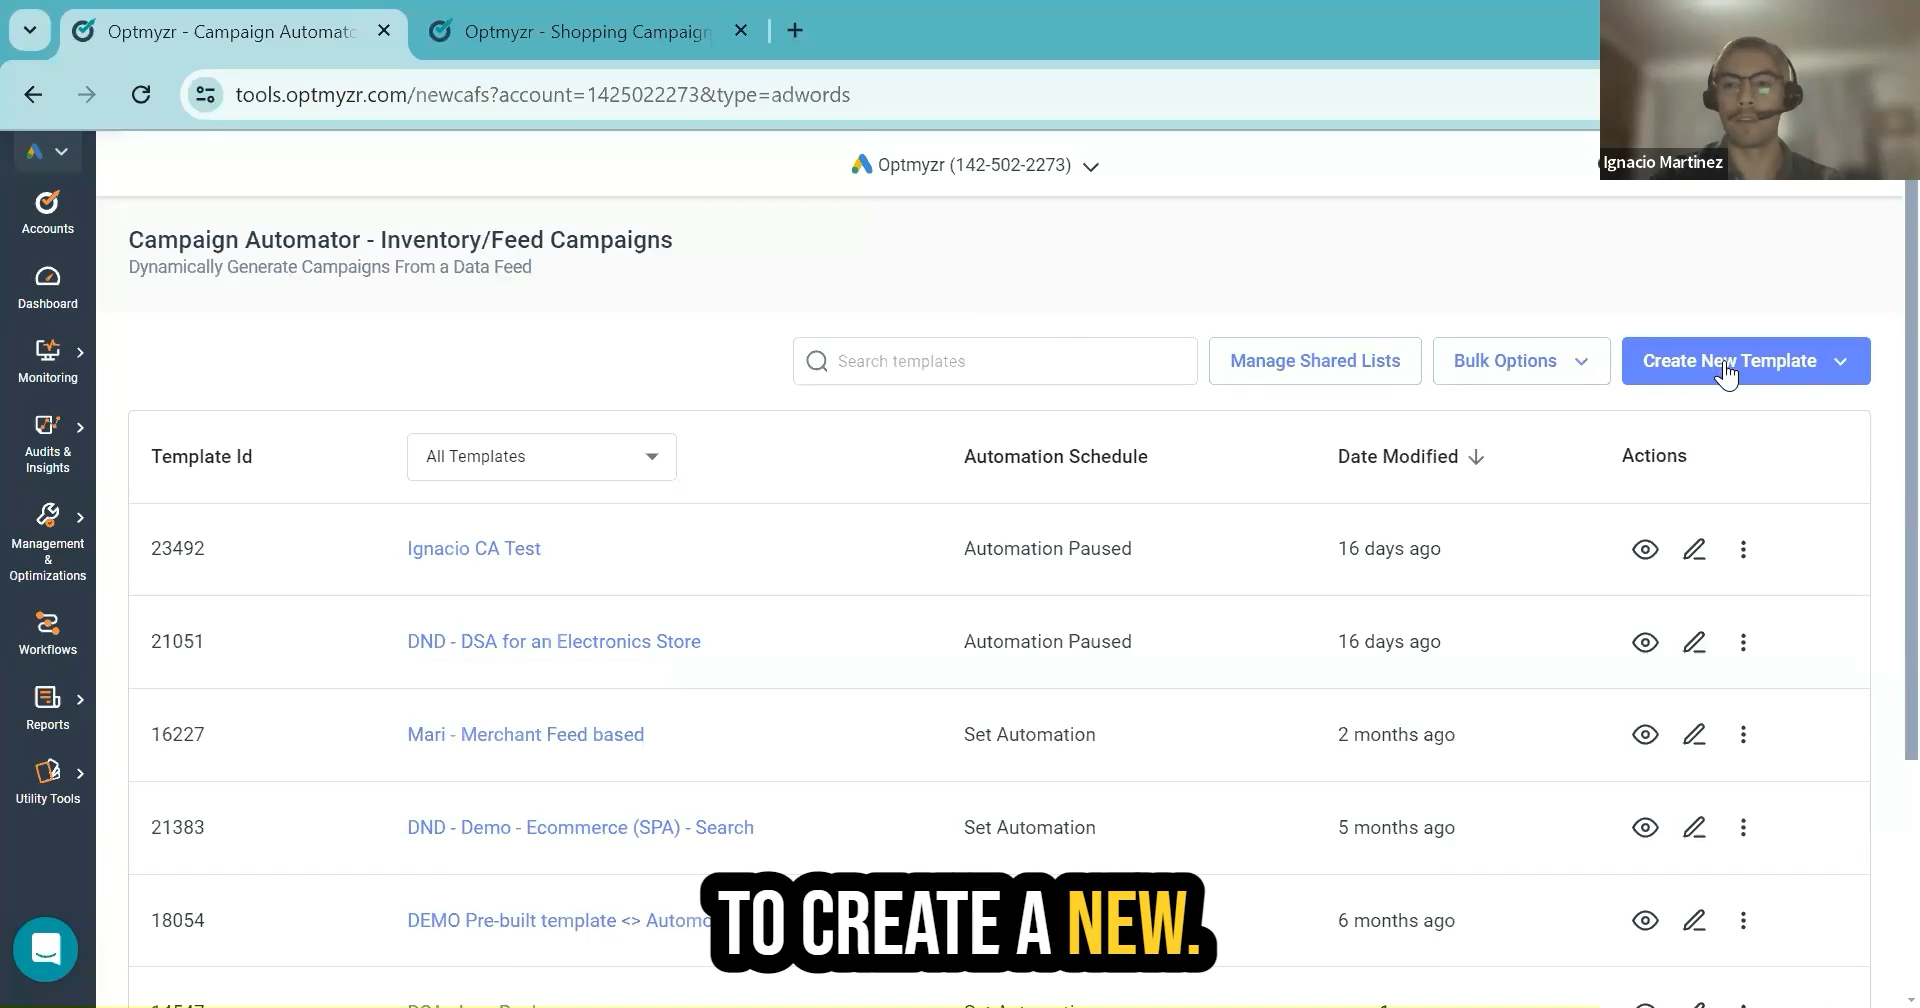 Optmyzr - Campaign Automato
Optmyzr - Shopping Campaign
tools.optmyzr.com/newcafs?account=1425022273&type=adwords
Ignacio Martinez
Optmyzr (142-502-2273)
Accounts
Dashboard
Monitoring
Audits &
Insights
Management
&
Optimizations
Workflows
Reports
Utility Tools
Campaign Automator - Inventory/Feed Campaigns
Dynamically Generate Campaigns From a Data Feed
Search templates
Manage Shared Lists
Bulk Options
Create New Template
Template Id
All Templates
Automation Schedule
Date Modified
Actions
23492
Ignacio CA Test
Automation Paused
16 days ago
21051
DND - DSA for an Electronics Store
Automation Paused
16 days ago
16227
Mari - Merchant Feed based
Set Automation
2 months ago
21383
DND - Demo - Ecommerce (SPA) - Search
Set Automation
5 months ago
18054
DEMO Pre-built template <> Automo
6 months ago
TO CREATE A NEW.